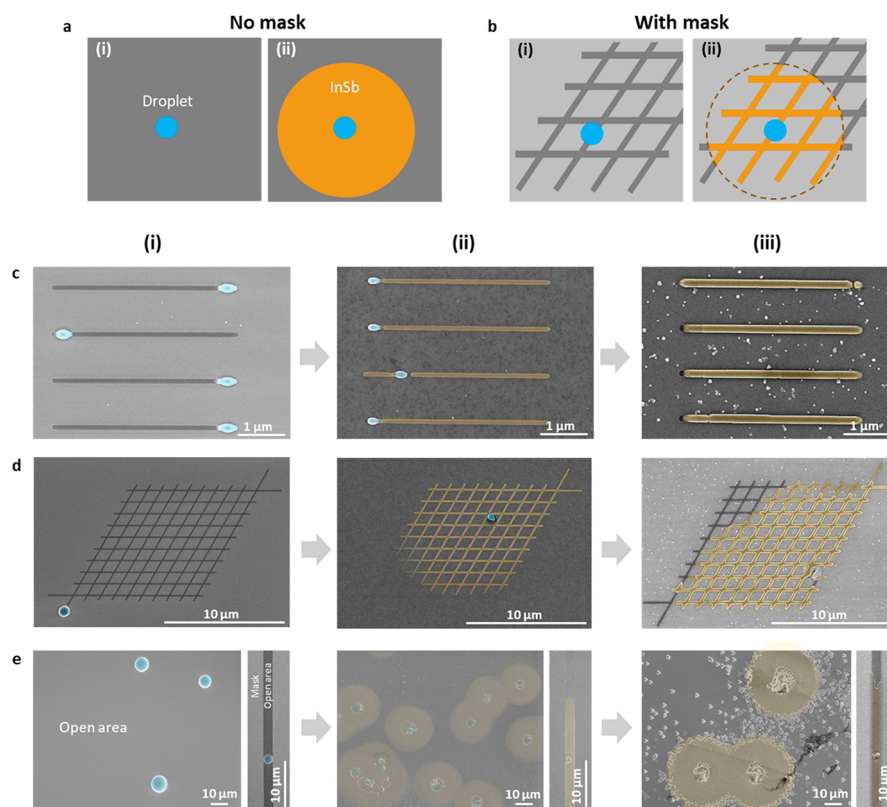 No mask
With mask
a
(i)
(ii)
b
(i)
(ii)
Droplet
InSb
(i)
(ii)
(iii)
c
1 µm
1 µm
1 µm
d
10 µm
10 µm
10 µm
e
Open area
Mask
Open area
10 µm
10 µm
10 µm
10 µm
10 µm
10 µm